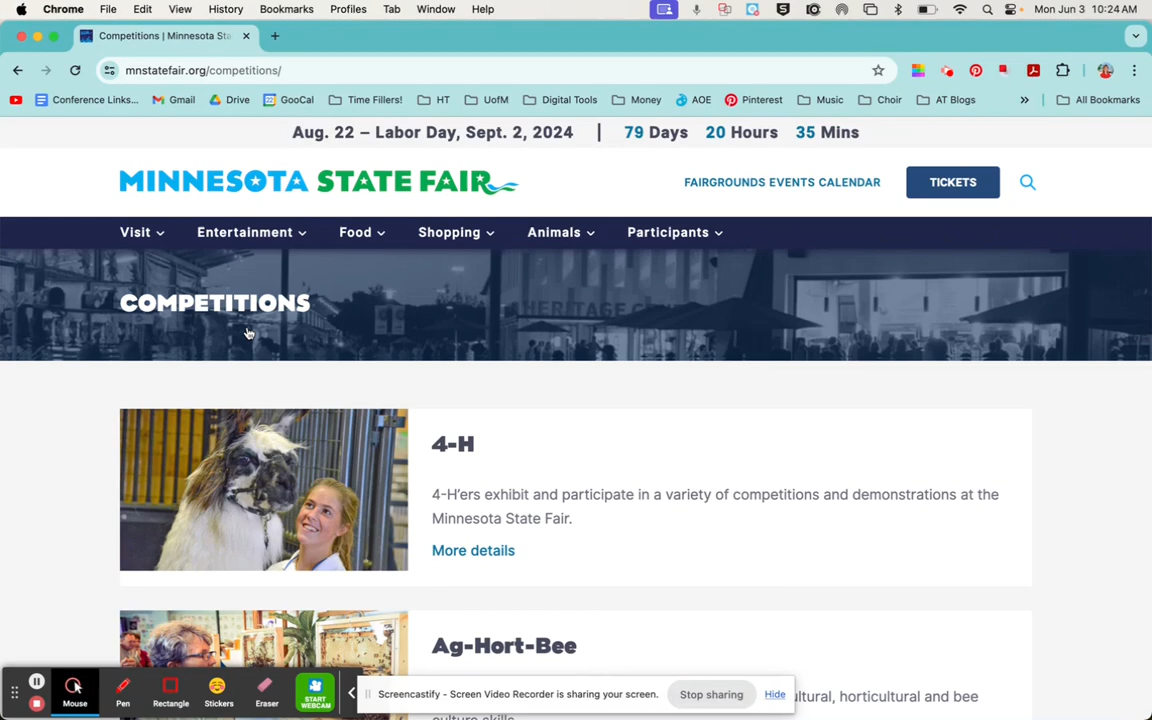 Chrome File Edit View History Bookmarks Profiles Tab Window Help Mon Jun 3 10:24 AM
Competitions | Minnesota Sta
mnstatefair.org/competitions/
Conference Links... Gmail Drive GooCal Time Fillers! HT UofM Digital Tools Money AOE Pinterest Music Choir AT Blogs » All Bookmarks
Aug. 22 – Labor Day, Sept. 2, 2024 | 79 Days 20 Hours 35 Mins
MINNESOTA STATE FAIR
FAIRGROUNDS EVENTS CALENDAR TICKETS
Visit Entertainment Food Shopping Animals Participants
HERITAGE
COMPETITIONS
4-H
4-H'ers exhibit and participate in a variety of competitions and demonstrations at the
Minnesota State Fair.
More details
Ag-Hort-Bee
ultural, horticultural and bee
Mouse Pen Rectangle Stickers Eraser START WEBCAM
Screencastify - Screen Video Recorder is sharing your screen. Stop sharing Hide